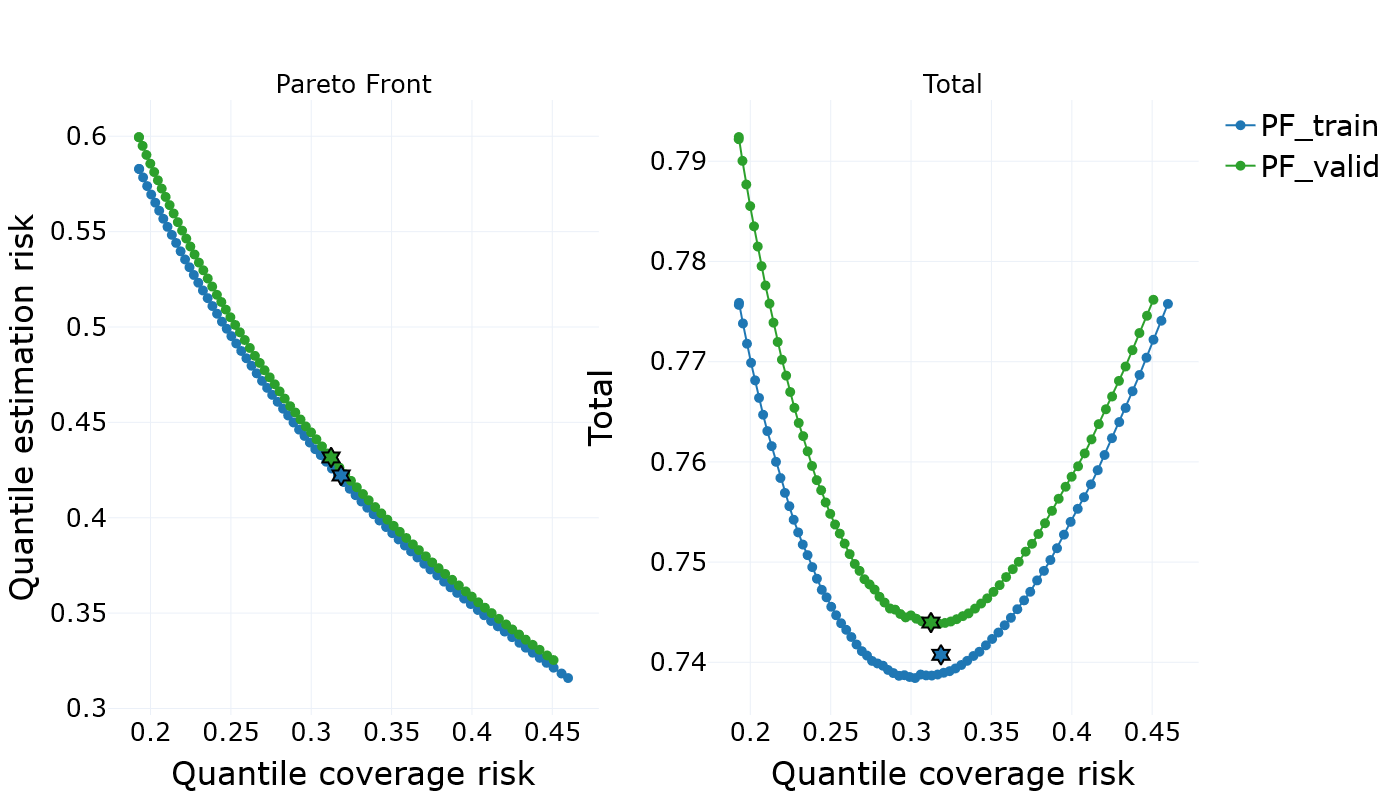 Pareto Front
Total
PF_train
PF_valid
Quantile estimation risk
0.6
0.55
0.5
0.45
0.4
0.35
0.3
0.2 0.25 0.3 0.35 0.4 0.45
Quantile coverage risk
Total
0.79
0.78
0.77
0.76
0.75
0.74
0.2 0.25 0.3 0.35 0.4 0.45
Quantile coverage risk